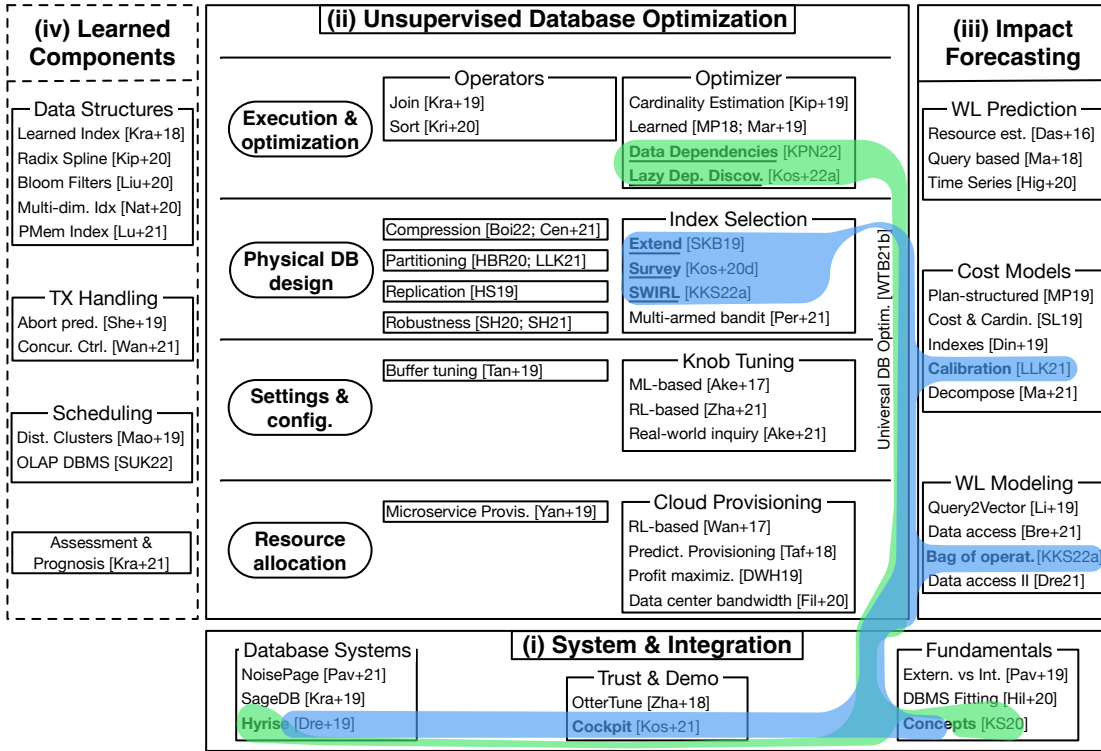 (iv) Learned
Components
Data Structures
Learned Index [Kra+18]
Radix Spline [Kip+20]
Bloom Filters [Liu+20]
Multi-dim. Idx [Nat+20]
PMem Index [Lu+21]
TX Handling
Abort pred. [She+19]
Concur. Ctrl. [Wan+21]
Scheduling
Dist. Clusters [Mao+19]
OLAP DBMS [SUK22]
Assessment &
Prognosis [Kra+21]
(ii) Unsupervised Database Optimization
Execution &
optimization
Operators
Join [Kra+19]
Sort [Kri+20]
Optimizer
Cardinality Estimation [Kip+19]
Learned [MP18; Mar+19]
Data Dependencies [KPN22]
Lazy Dep. Discov. [Kos+22a]
Physical DB
design
Compression [Boi22; Cen+21]
Partitioning [HBR20; LLK21]
Replication [HS19]
Robustness [SH20; SH21]
Index Selection
Extend [SKB19]
Survey [Kos+20d]
SWIRL [KKS22a]
Multi-armed bandit [Per+21]
Settings &
config.
Buffer tuning [Tan+19]
Knob Tuning
ML-based [Ake+17]
RL-based [Zha+21]
Real-world inquiry [Ake+21]
Resource
allocation
Microservice Provis. [Yan+19]
Cloud Provisioning
RL-based [Wan+17]
Predict. Provisioning [Taf+18]
Profit maximiz. [DWH19]
Data center bandwidth [Fil+20]
Universal DB Optim. [WTB21b]
(iii) Impact
Forecasting
WL Prediction
Resource est. [Das+16]
Query based [Ma+18]
Time Series [Hig+20]
Cost Models
Plan-structured [MP19]
Cost & Cardin. [SL19]
Indexes [Din+19]
Calibration [LLK21]
Decompose [Ma+21]
WL Modeling
Query2Vector [Li+19]
Data access [Bre+21]
Bag of operat. [KKS22a]
Data access II [Dre21]
(i) System & Integration
Database Systems
NoisePage [Pav+21]
SageDB [Kra+19]
Hyrise [Dre+19]
Trust & Demo
OtterTune [Zha+18]
Cockpit [Kos+21]
Fundamentals
Extern. vs Int. [Pav+19]
DBMS Fitting [Hil+20]
Concepts [KS20]